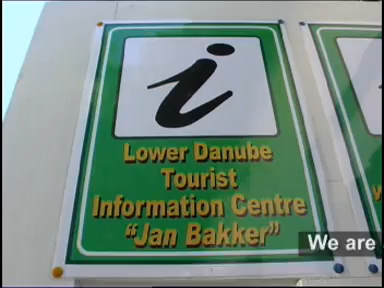 i
Lower Danube
Tourist
Information Centre
"Jan Bakker"
We are